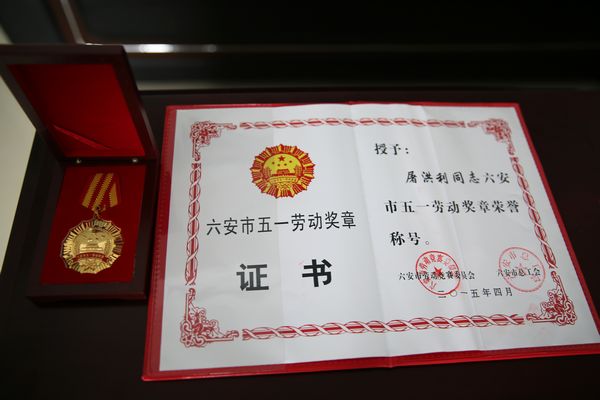 六安市五一劳动奖章
证书
授予：
屠洪利同志六安
市五一劳动奖章荣誉
称号。
六安市劳动竞赛委员会
六安市总工会
二〇一五年四月